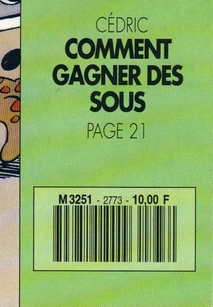 CÉDRIC
COMMENT
GAGNER DES
SOUS
PAGE 21
M 3251 - 2773 - 10,00 F